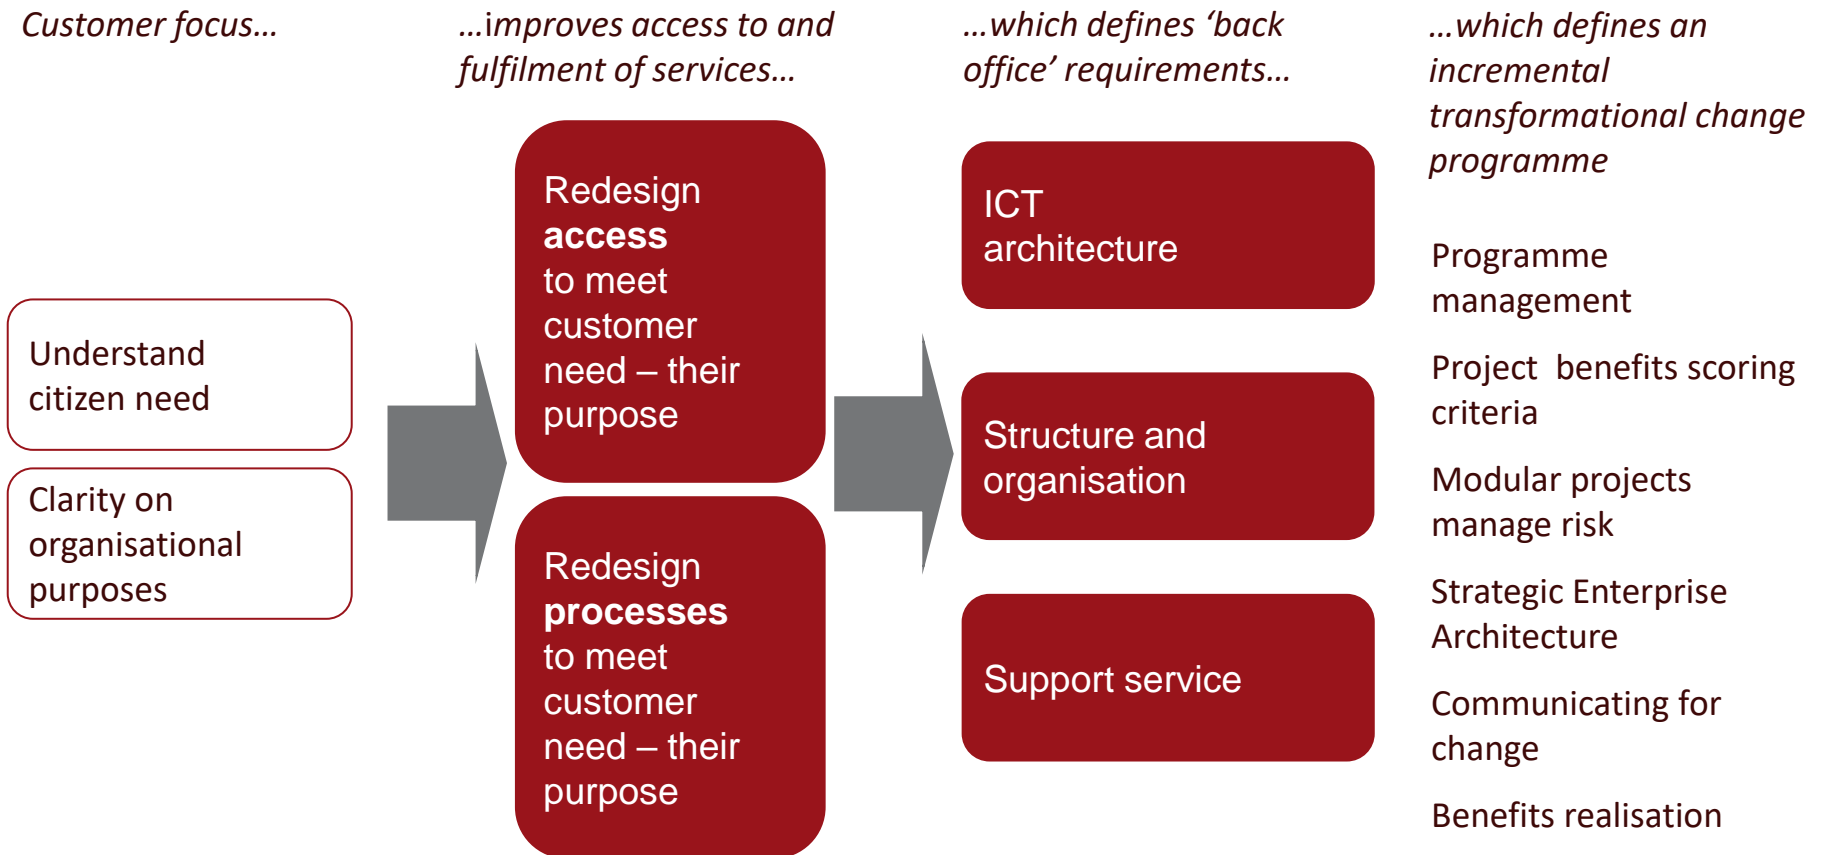 Customer focus…
…improves access to and
fulfilment of services…
…which defines ‘back
office’ requirements…
…which defines an
incremental
transformational change
programme
Understand
citizen need
Clarity on
organisational
purposes
Redesign
access
to meet
customer
need – their
purpose
Redesign
processes
to meet
customer
need – their
purpose
ICT
architecture
Structure and
organisation
Support service
Programme
management
Project  benefits scoring
criteria
Modular projects
manage risk
Strategic Enterprise
Architecture
Communicating for
change
Benefits realisation